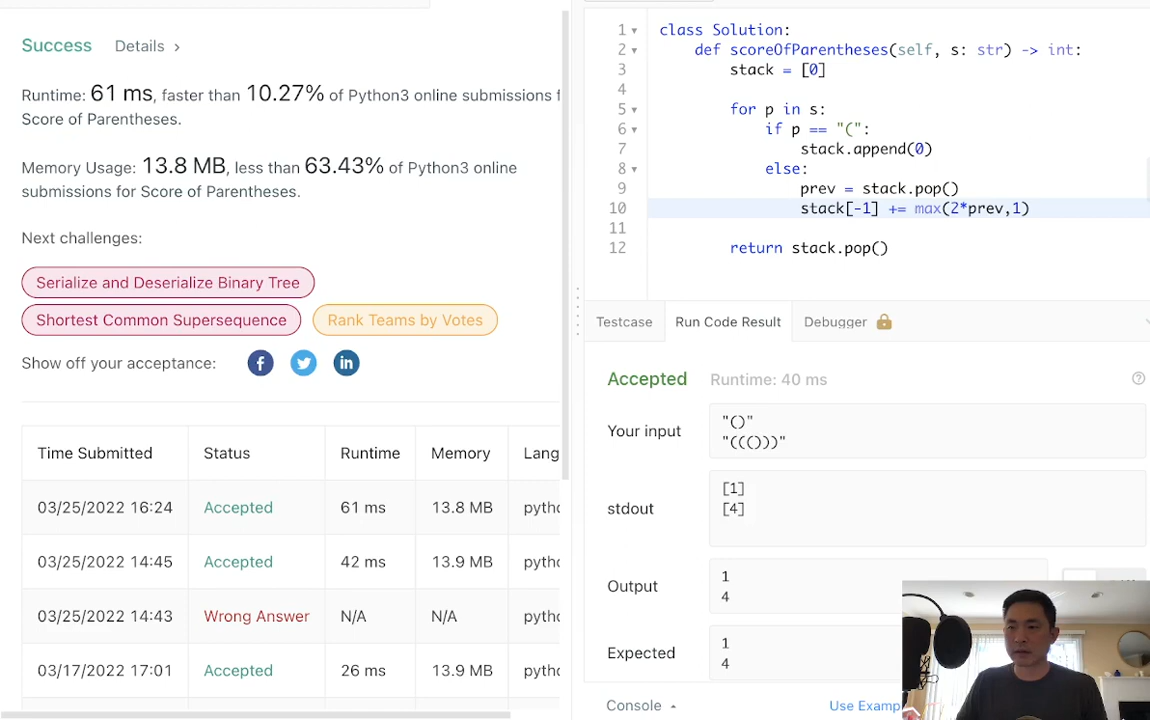 Success Details >
Runtime: 61 ms, faster than 10.27% of Python3 online submissions f
Score of Parentheses.
Memory Usage: 13.8 MB, less than 63.43% of Python3 online
submissions for Score of Parentheses.
Next challenges:
Serialize and Deserialize Binary Tree
Shortest Common Supersequence Rank Teams by Votes
Show off your acceptance:
Time Submitted Status Runtime Memory Lang
03/25/2022 16:24 Accepted 61 ms 13.8 MB pytho
03/25/2022 14:45 Accepted 42 ms 13.9 MB pytho
03/25/2022 14:43 Wrong Answer N/A N/A pytho
03/17/2022 17:01 Accepted 26 ms 13.9 MB pytho
1 class Solution:
2 def scoreOfParentheses(self, s: str) -> int:
3 stack = [0]
4
5 for p in s:
6 if p == "(":
7 stack.append(0)
8 else:
9 prev = stack.pop()
10 stack[-1] += max(2*prev,1)
11
12 return stack.pop()
Testcase Run Code Result Debugger
Accepted Runtime: 40 ms
Your input
"()"
"((()))"
stdout
[1]
[4]
Output
1
4
Expected
1
4
Console Use Examp